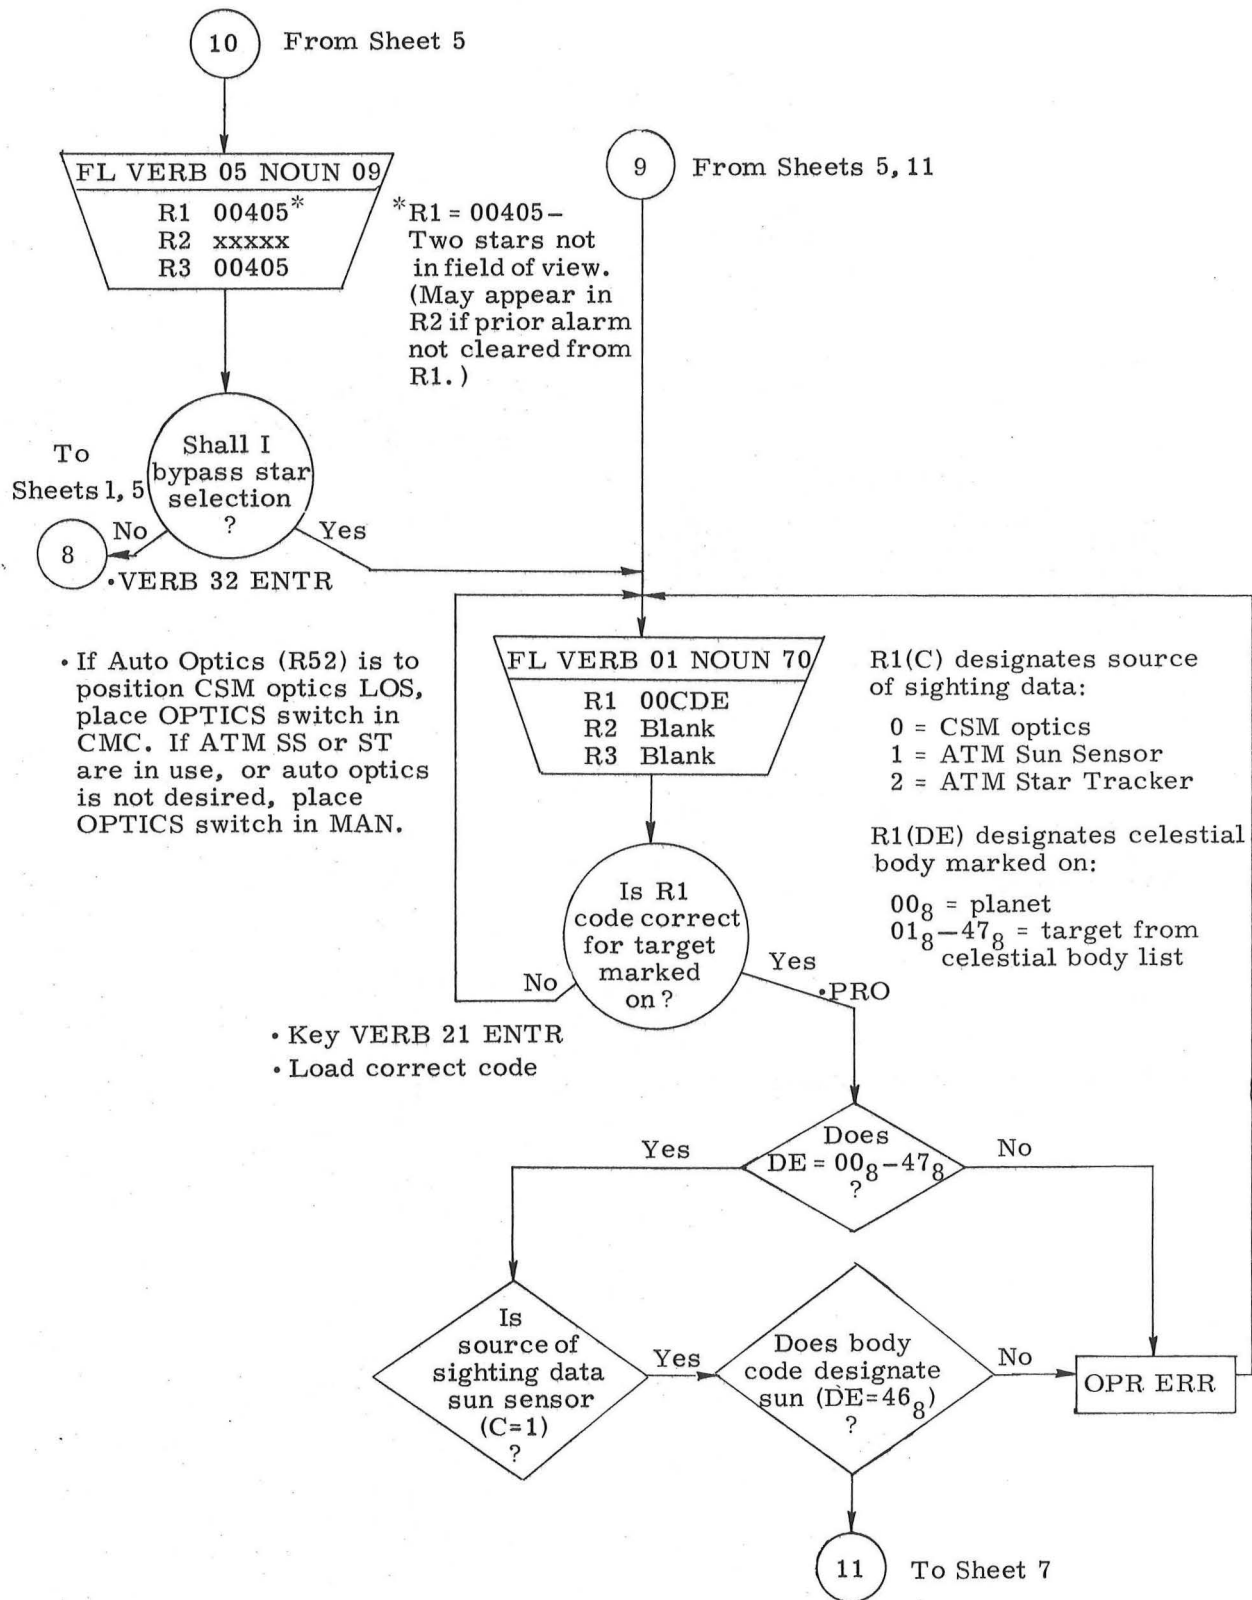 10 From Sheet 5
FL VERB 05 NOUN 09
R1 00405*
R2 xxxxx
R3 00405
*R1 = 00405–
Two stars not
in field of view.
(May appear in
R2 if prior alarm
not cleared from
R1.)
9 From Sheets 5, 11
Shall I
bypass star
selection
?
To
Sheets 1, 5
No
Yes
8
•VERB 32 ENTR
• If Auto Optics (R52) is to
position CSM optics LOS,
place OPTICS switch in
CMC. If ATM SS or ST
are in use, or auto optics
is not desired, place
OPTICS switch in MAN.
FL VERB 01 NOUN 70
R1 00CDE
R2 Blank
R3 Blank
R1(C) designates source
of sighting data:
0 = CSM optics
1 = ATM Sun Sensor
2 = ATM Star Tracker
R1(DE) designates celestial
body marked on:
00₈ = planet
01₈–47₈ = target from
celestial body list
Is R1
code correct
for target
marked
on?
No
Yes
•PRO
• Key VERB 21 ENTR
• Load correct code
Does
DE = 00₈–47₈
?
Yes
No
Is
source of
sighting data
sun sensor
(C=1)
?
Yes
Does body
code designate
sun (DE=46₈)
?
No
OPR ERR
11 To Sheet 7